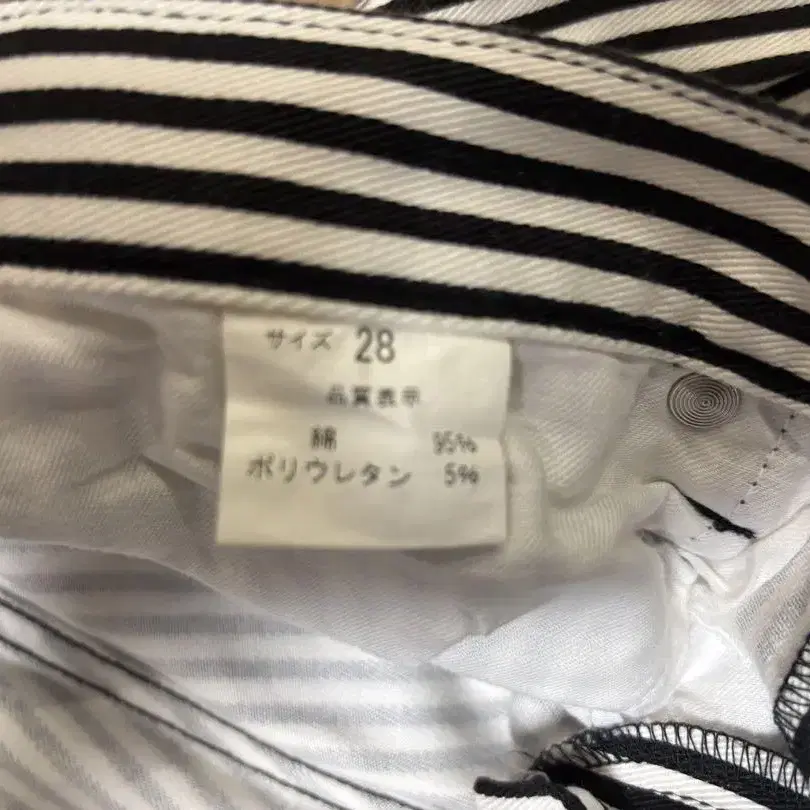 サイズ 28
品質表示
綿 95%
ポリウレタン 5%